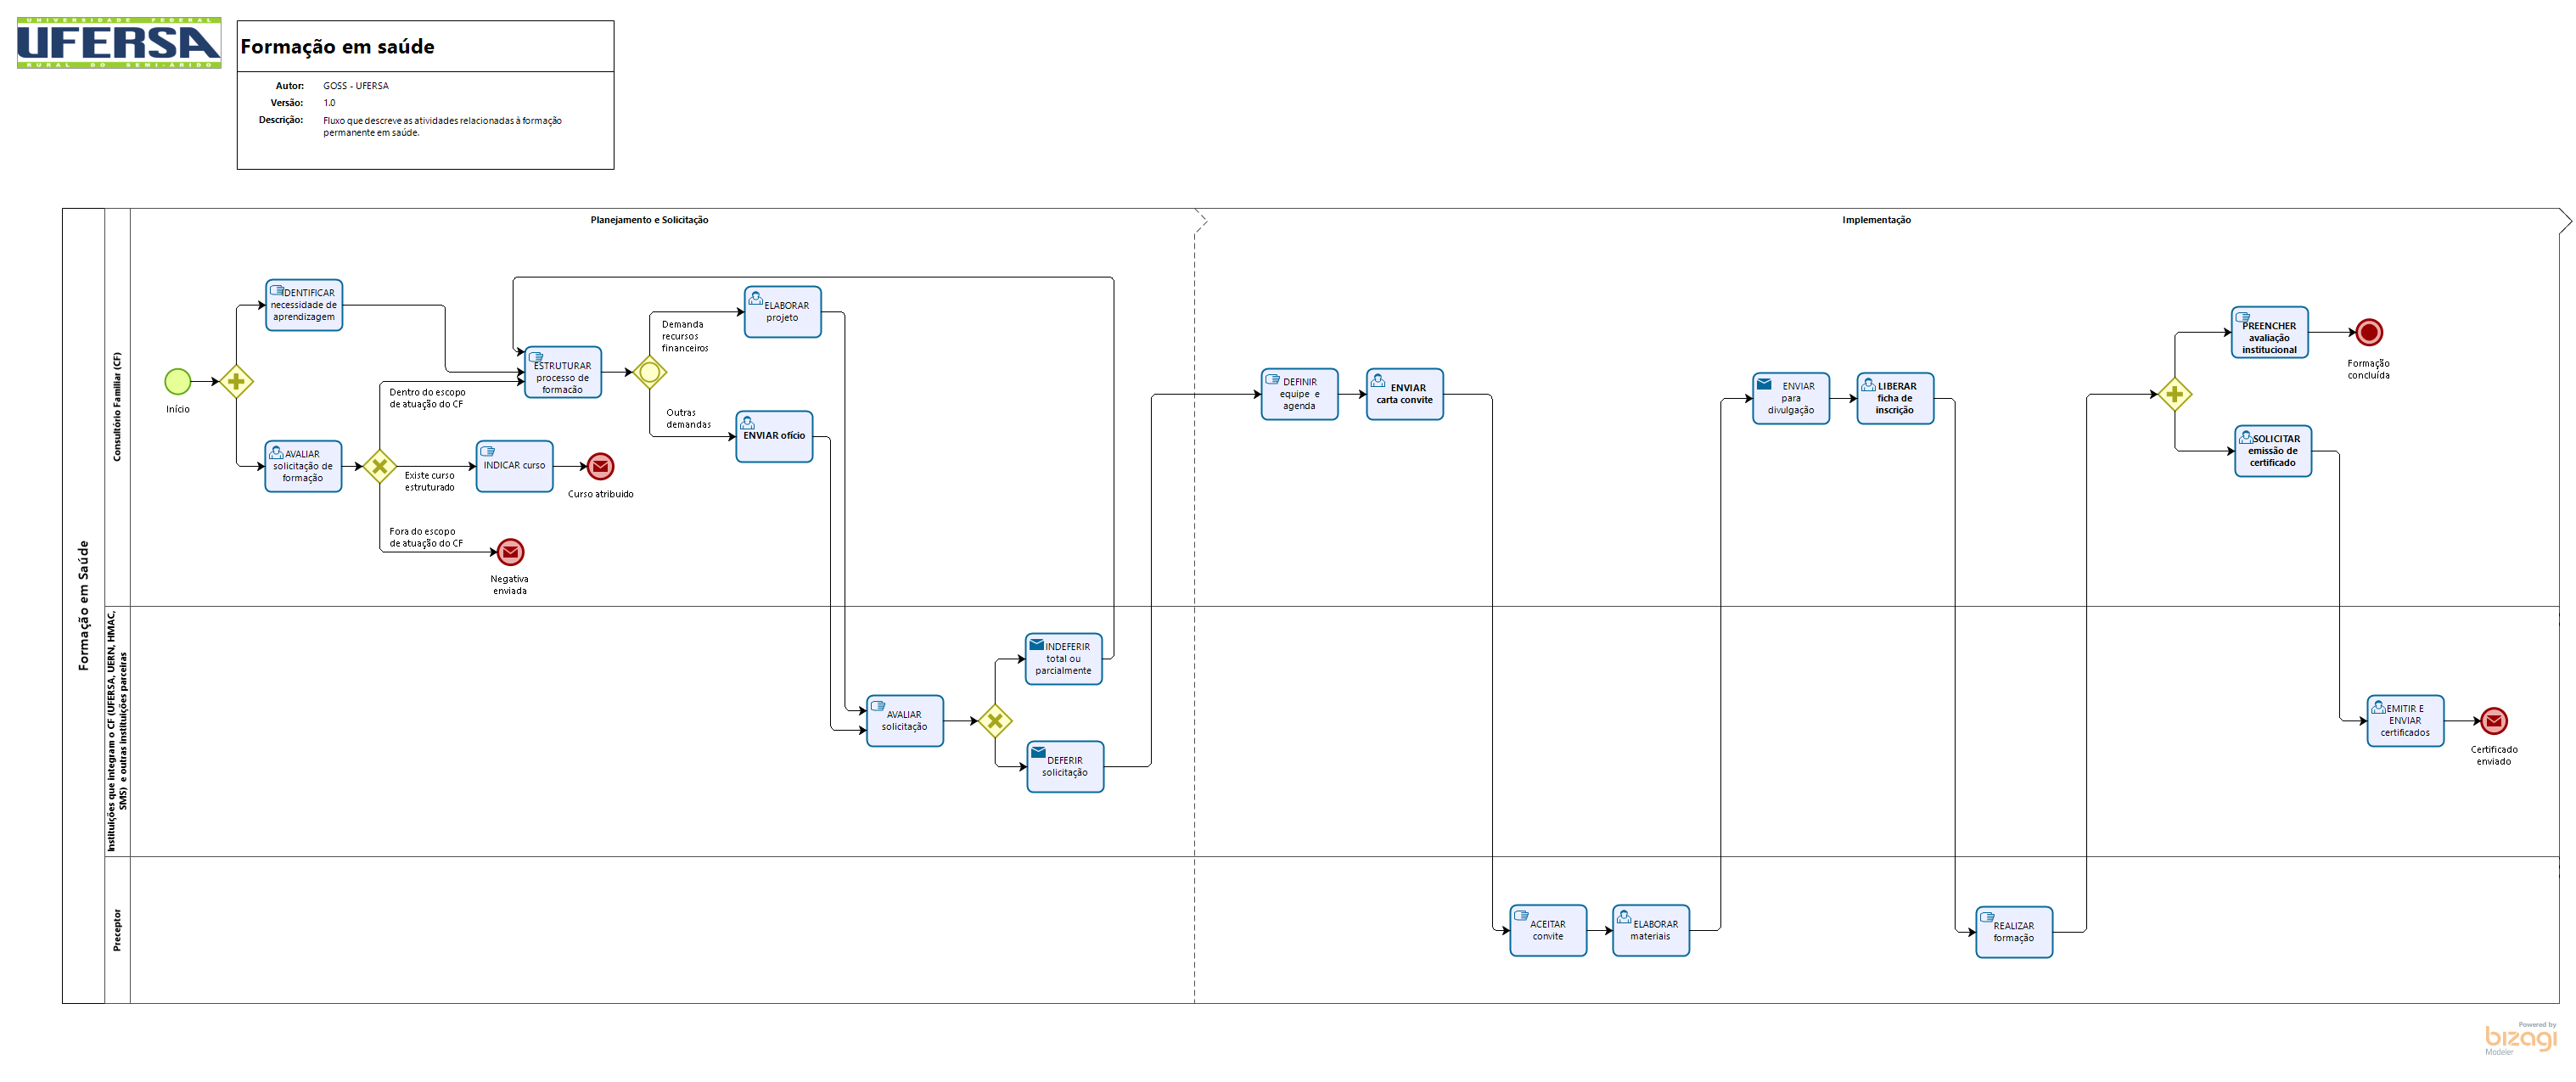 UNIVERSIDADE FEDERAL
UFERSA
RURAL DO SEMI-ÁRIDO
Formação em saúde
Autor: GOSS - UFERSA
Versão: 1.0
Descrição: Fluxo que descreve as atividades relacionadas à formação
permanente em saúde.
Formação em Saúde
Planejamento e Solicitação
Implementação
Consultório Familiar (CF)
Início
IDENTIFICAR
necessidade de
aprendizagem
AVALIAR
solicitação de
formação
Dentro do escopo
de atuação do CF
Existe curso
estruturado
Fora do escopo
de atuação do CF
INDICAR curso
Curso atribuido
Negativa
enviada
ESTRUTURAR
processo de
formacão
Demanda
recursos
financeiros
Outras
demandas
ELABORAR
projeto
ENVIAR ofício
DEFINIR
equipe e
agenda
ENVIAR
carta convite
ENVIAR
para
divulgação
LIBERAR
ficha de
inscrição
PREENCHER
avaliação
institucional
Formação
concluída
SOLICITAR
emissão de
certificado
Instituições que integram o CF (UFERSA, UERN, HMAC,
SMS) e outras instituições parceiras
AVALIAR
solicitação
INDEFERIR
total ou
parcialmente
DEFERIR
solicitação
EMITIR E
ENVIAR
certificados
Certificado
enviado
Preceptor
ACEITAR
convite
ELABORAR
materiais
REALIZAR
formação
Powered by
bizagi
Modeler